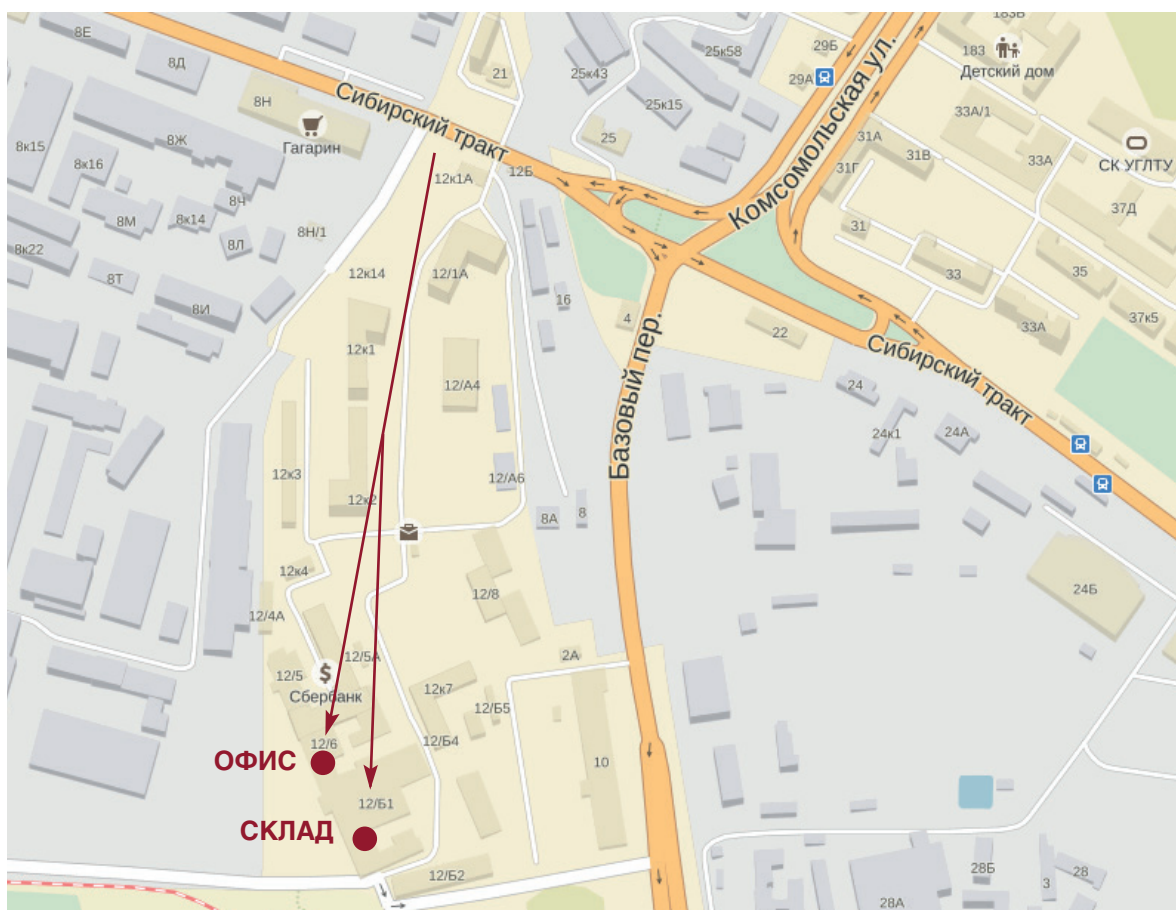 8Е
8Д
21
25к43
25к58
29Б
29А
183Б
183
Детский дом
Сибирский тракт
Комсомольская ул.
8Н
Гагарин
8Ж
25к15
25
33А/1
31А
31В
33А
СК УГЛТУ
8к15
8к16
12к1А
12Б
31Г
37Д
8Ч
8М
8к14
8Л
8Н/1
31
8к22
8Т
8И
12к14
12/1А
16
4
22
33
35
33А
37к5
Базовый пер.
Сибирский тракт
12к1
12/А4
24
24к1
24А
12к3
12к2
12/А6
8А
8
12к4
12/4А
12/8
24Б
12/5А
2А
12/5
Сбербанк
12к7
12/Б5
12/6
12/Б4
10
ОФИС
12/Б1
СКЛАД
12/Б2
28Б
3
28
28А